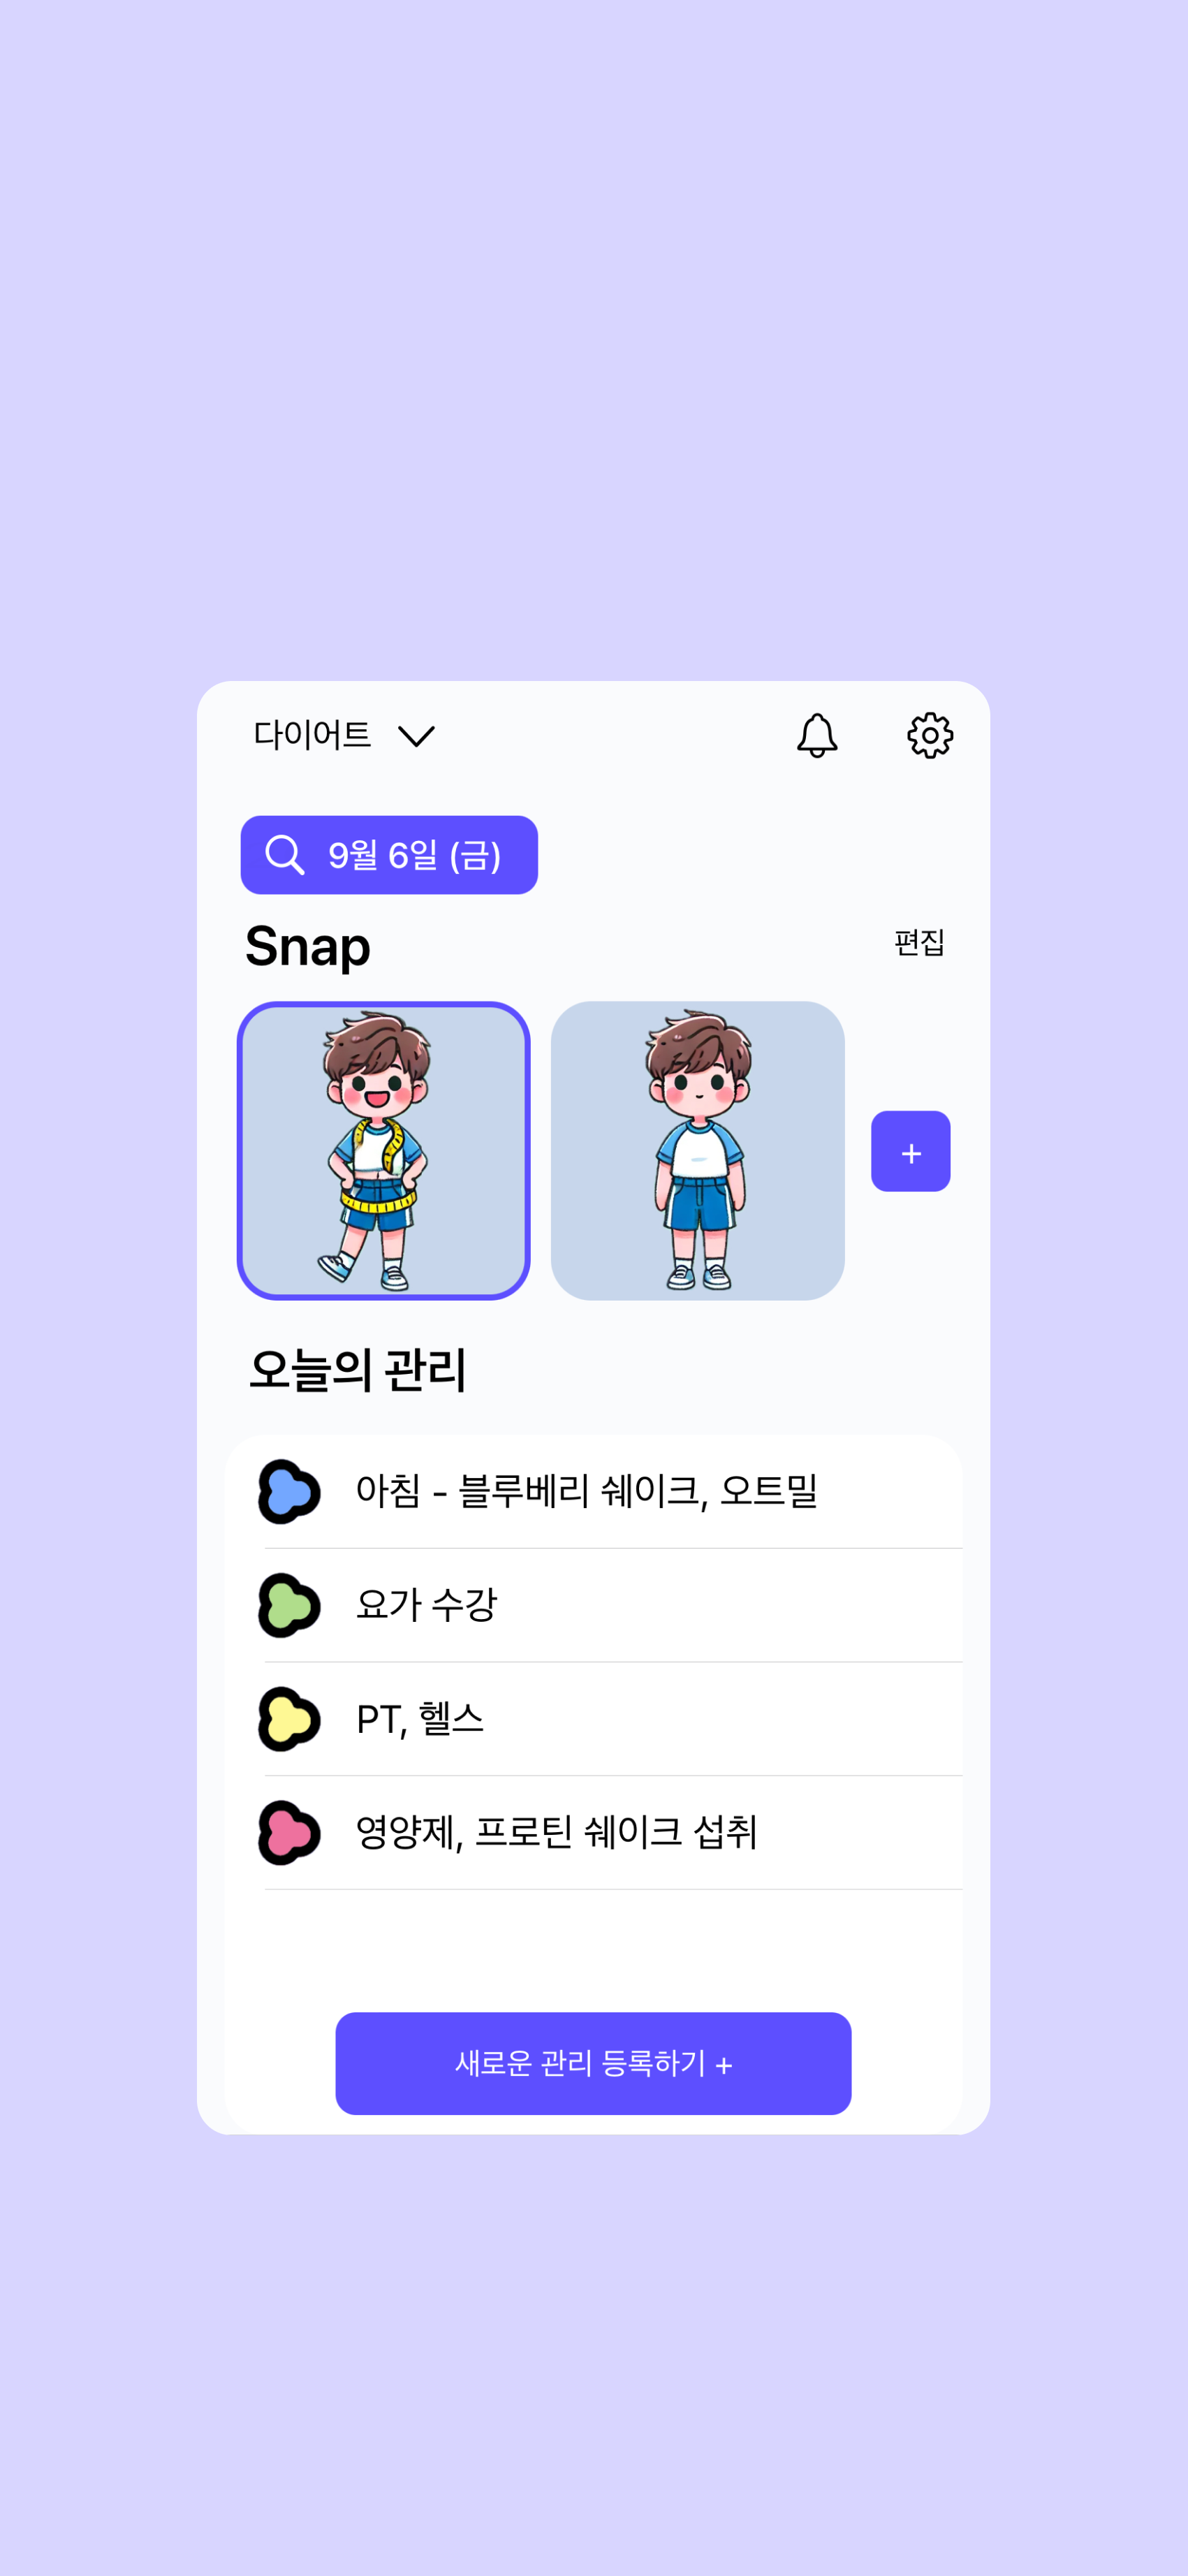 다이어트
9월 6일 (금)
Snap
편집
+
오늘의 관리
아침 - 블루베리 쉐이크, 오트밀
요가 수강
PT, 헬스
영양제, 프로틴 쉐이크 섭취
새로운 관리 등록하기 +